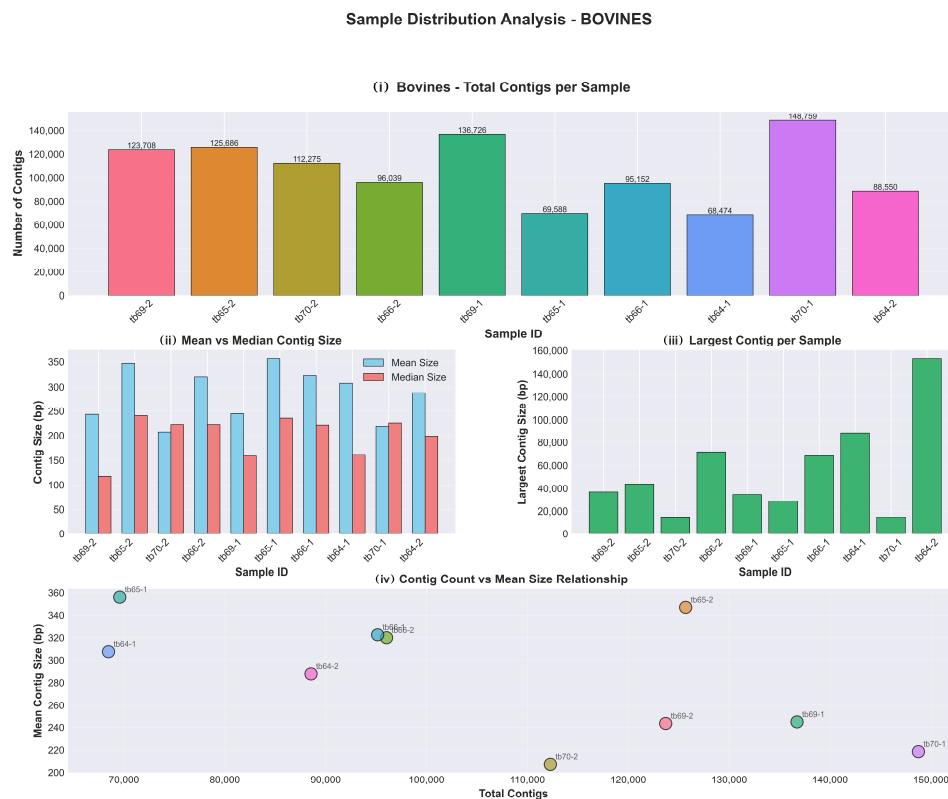 Sample Distribution Analysis - BOVINES
(i) Bovines - Total Contigs per Sample
Number of Contigs
140,000
120,000
100,000
80,000
60,000
40,000
20,000
0
123,708
125,686
112,275
96,039
136,726
69,588
95,152
68,474
148,759
88,550
tb69-2
tb65-2
tb70-2
tb66-2
tb69-1
tb65-1
tb66-1
tb64-1
tb70-1
tb64-2
Sample ID
(ii) Mean vs Median Contig Size
Contig Size (bp)
350
300
250
200
150
100
50
0
Mean Size
Median Size
tb69-2
tb65-2
tb70-2
tb66-2
tb69-1
tb65-1
tb66-1
tb64-1
tb70-1
tb64-2
Sample ID
(iii) Largest Contig per Sample
Largest Contig Size (bp)
160,000
140,000
120,000
100,000
80,000
60,000
40,000
20,000
0
tb69-2
tb65-2
tb70-2
tb66-2
tb69-1
tb65-1
tb66-1
tb64-1
tb70-1
tb64-2
Sample ID
(iv) Contig Count vs Mean Size Relationship
Mean Contig Size (bp)
360
340
320
300
280
260
240
220
200
tb65-1
tb65-2
tb66-1
tb66-2
tb64-1
tb64-2
tb69-2
tb69-1
tb70-1
tb70-2
70,000
80,000
90,000
100,000
110,000
120,000
130,000
140,000
150,000
Total Contigs